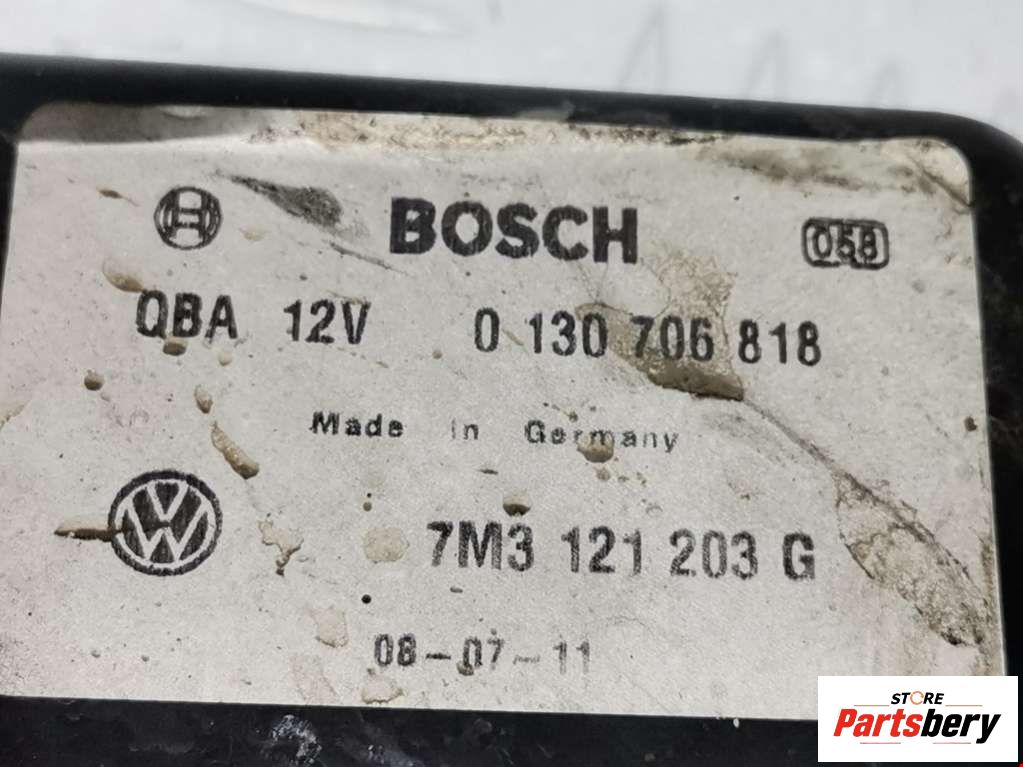 BOSCH 058
QBA 12V 0 130 706 818
Made in Germany
VW 7M3 121 203 G
08-07-11
STORE
Partsbery